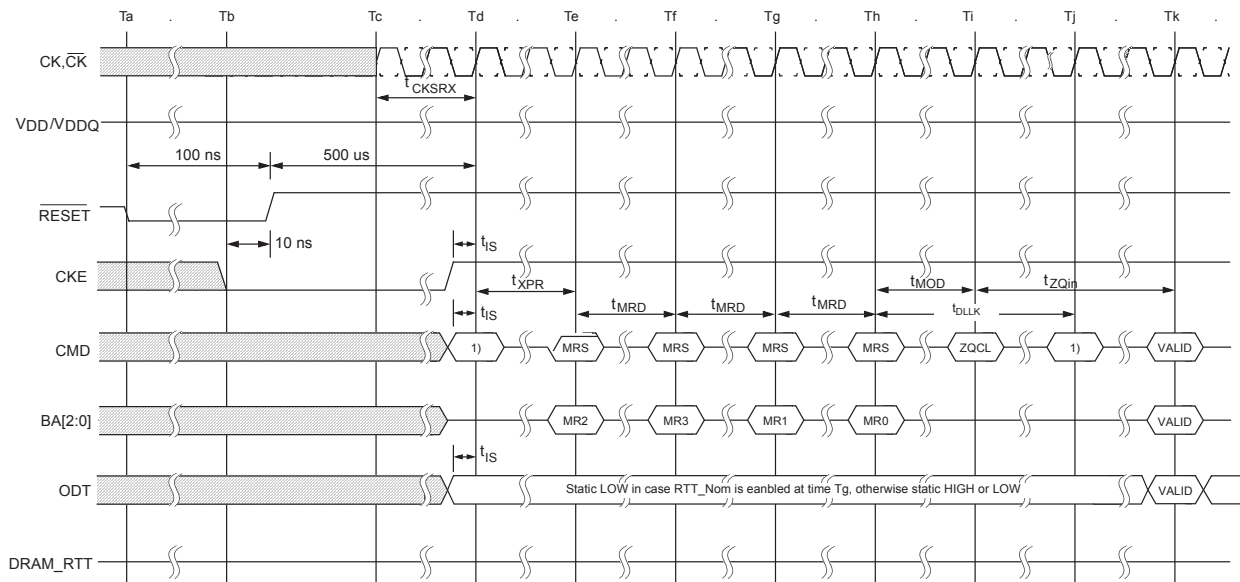 Ta . Tb Tc . Td . Te . Tf . Tg . Th . Ti . Tj . Tk .
CK,CK
tCKSRX
VDD/VDDQ
100 ns 500 us
RESET
10 ns tIS
CKE
tXPR tMOD tZQin
tIS tMRD tMRD tMRD tDLLK
CMD 1) MRS MRS MRS MRS ZQCL 1) VALID
BA[2:0] MR2 MR3 MR1 MR0 VALID
tIS
ODT Static LOW in case RTT_Nom is eanbled at time Tg, otherwise static HIGH or LOW VALID
DRAM_RTT